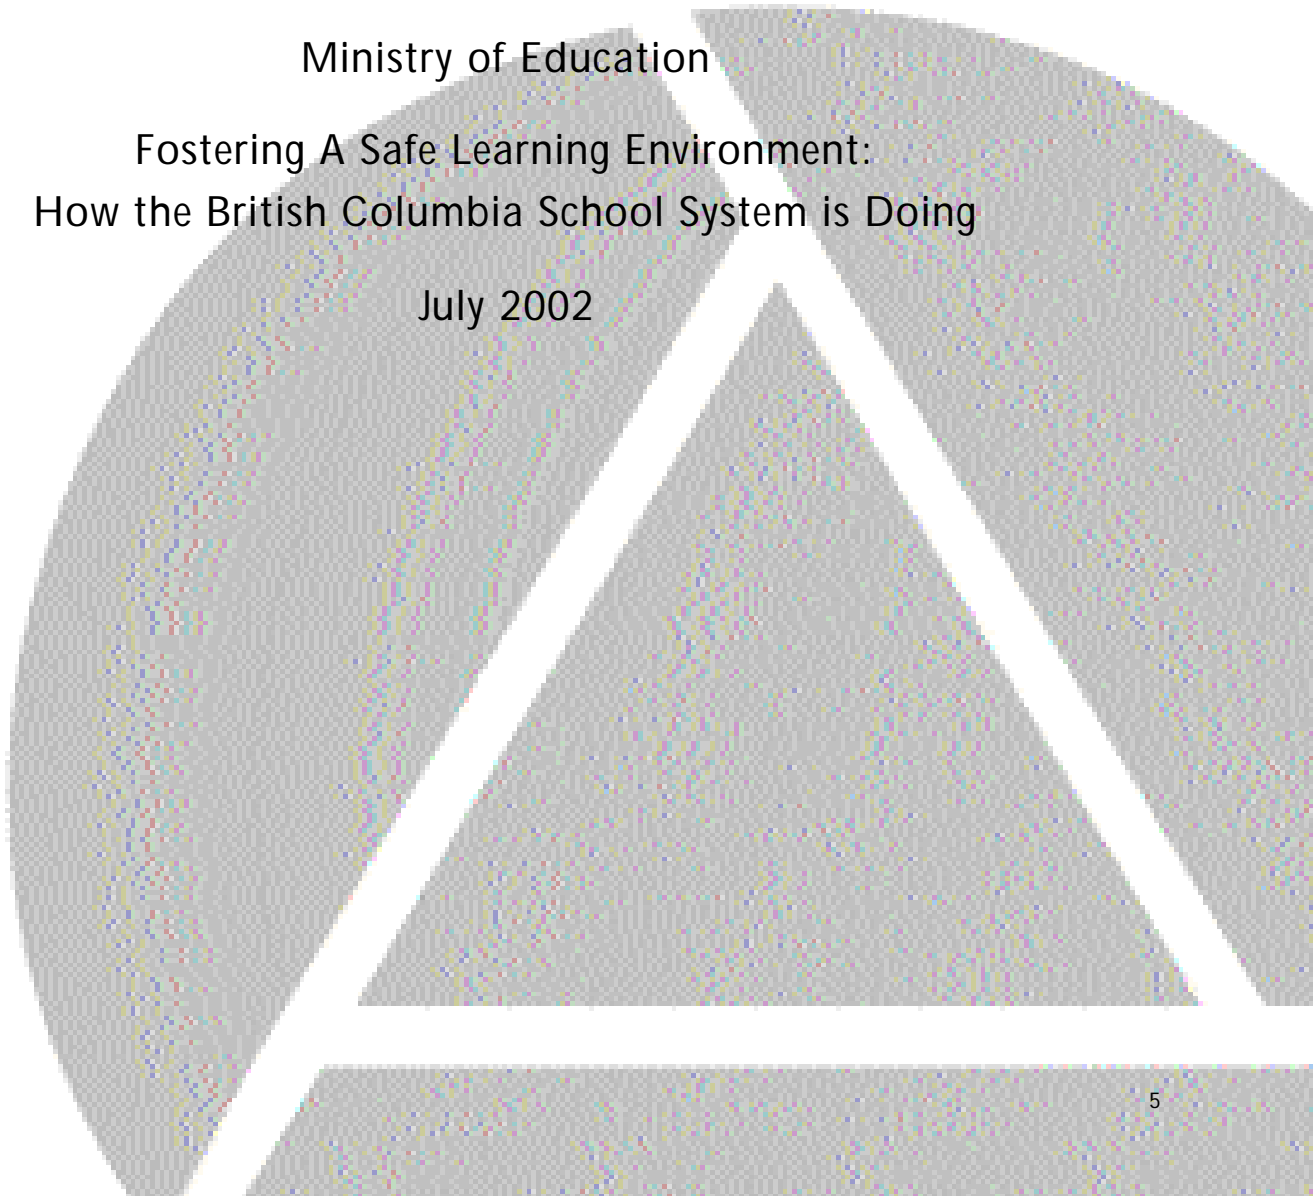 Ministry of Education
Fostering A Safe Learning Environment:
How the British Columbia School System is Doing
July 2002
5